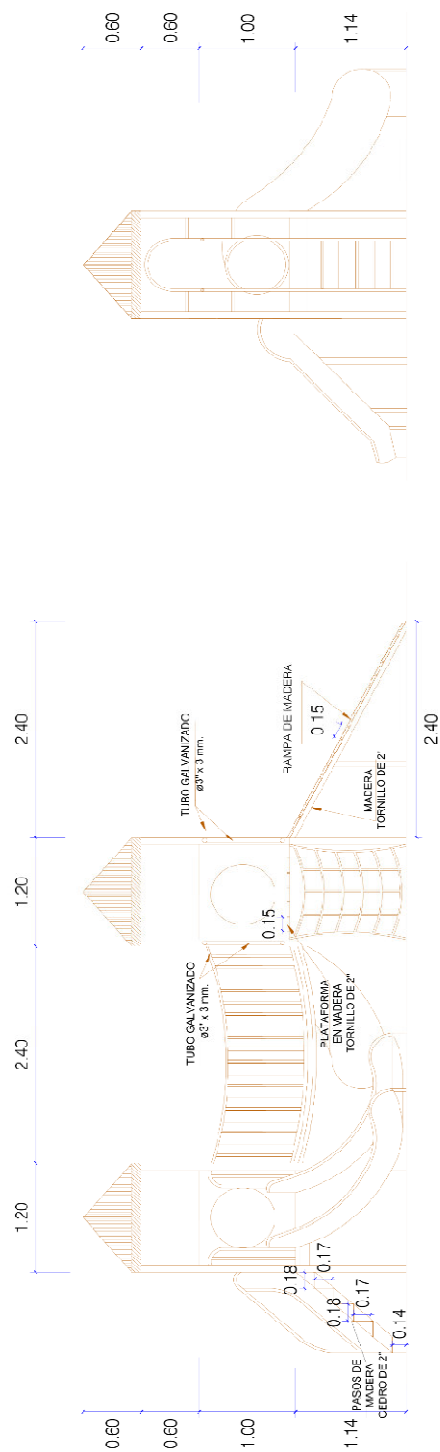 0.60
0.60
1.00
1.14
2.40
1.20
2.40
1.20
TUBO GALVANIZADO
ø3" x 3 mm.
RAMPA DE MADERA
0.15
MADERA
TORNILLO DE 2"
2.40
TUBO GALVANIZADO
ø2" x 3 mm.
0.15
PLATAFORMA
EN MADERA
TORNILLO DE 2"
0.18
0.17
0.18
0.17
0.14
PASOS DE
MADERA
CEDRO DE 2"
0.60
0.60
1.00
1.14